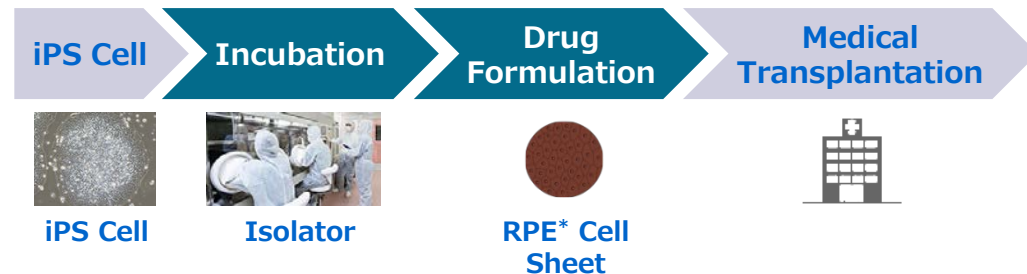 iPS Cell
Incubation
Drug
Formulation
Medical
Transplantation
iPS Cell
Isolator
RPE* Cell
Sheet